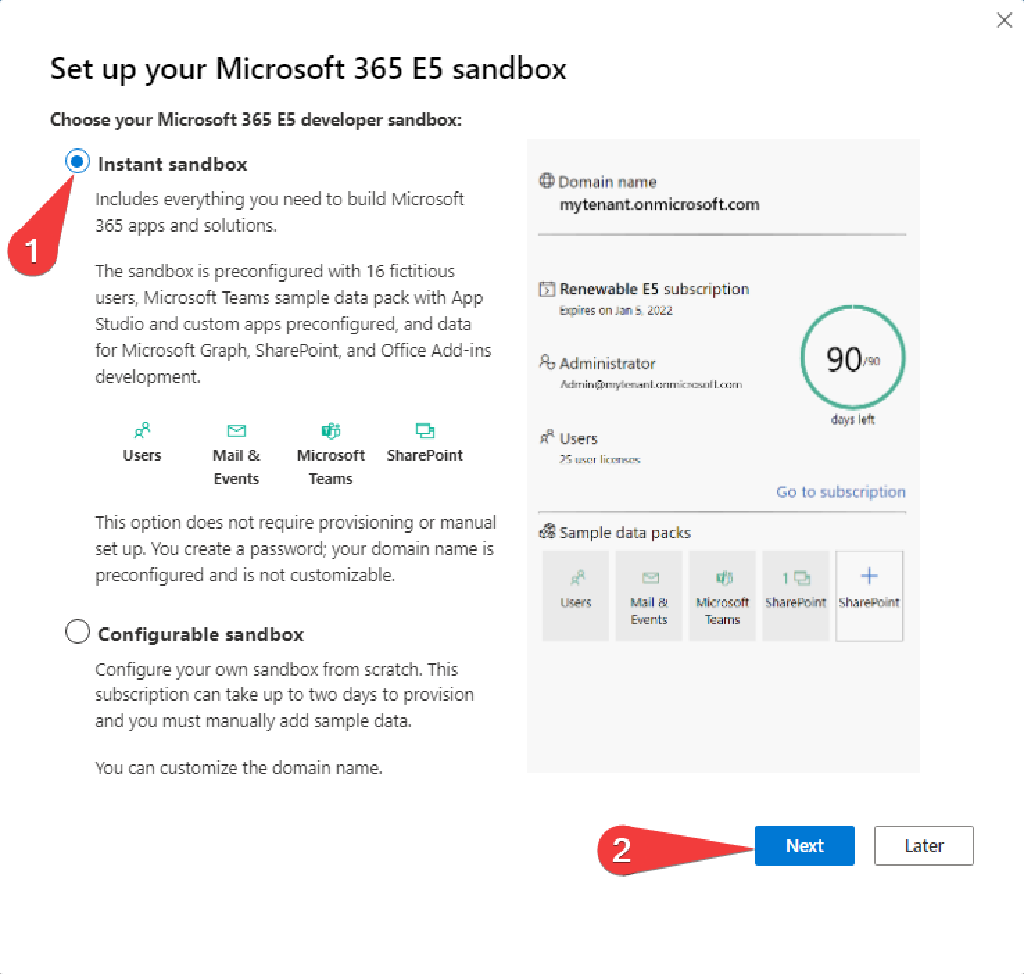 Set up your Microsoft 365 E5 sandbox
Choose your Microsoft 365 E5 developer sandbox:
Instant sandbox
1
Includes everything you need to build Microsoft
365 apps and solutions.
The sandbox is preconfigured with 16 fictitious
users, Microsoft Teams sample data pack with App
Studio and custom apps preconfigured, and data
for Microsoft Graph, SharePoint, and Office Add-ins
development.
Users
Mail &
Events
Microsoft
Teams
SharePoint
This option does not require provisioning or manual
set up. You create a password; your domain name is
preconfigured and is not customizable.
Configurable sandbox
Configure your own sandbox from scratch. This
subscription can take up to two days to provision
and you must manually add sample data.
You can customize the domain name.
Domain name
mytenant.onmicrosoft.com
Renewable E5 subscription
Expires on Jan 5, 2022
90/90
days left
Administrator
Admin@mytenant.onmicrosoft.com
Users
25 user licenses
Go to subscription
Sample data packs
Users
Mail &
Events
Microsoft
Teams
1
SharePoint
+
SharePoint
2
Next
Later